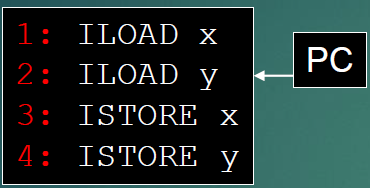 1: ILOAD x
2: ILOAD y
3: ISTORE x
4: ISTORE y
PC